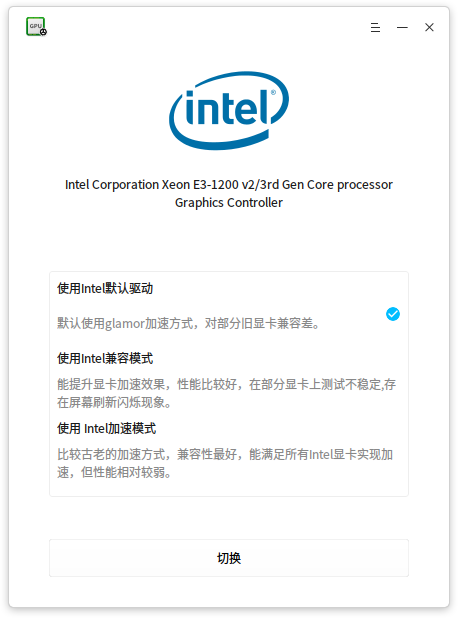 GPU
intel®
Intel Corporation Xeon E3-1200 v2/3rd Gen Core processor
Graphics Controller
使用Intel默认驱动
默认使用glamor加速方式，对部分旧显卡兼容差。
使用Intel兼容模式
能提升显卡加速效果，性能比较好，在部分显卡上测试不稳定,存
在屏幕刷新闪烁现象。
使用 Intel加速模式
比较古老的加速方式，兼容性最好，能满足所有Intel显卡实现加
速，但性能相对较弱。
切换